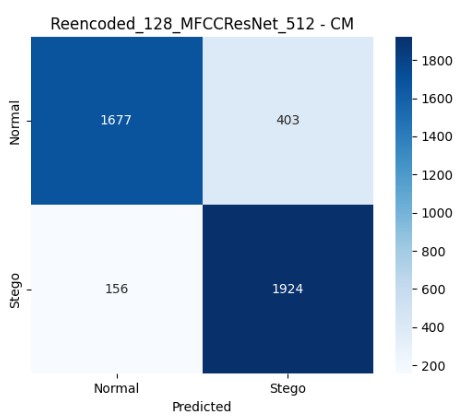 Reencoded_128_MFCCResNet_512 - CM
Normal
1677
403
Stego
156
1924
Normal
Stego
Predicted
1800
1600
1400
1200
1000
800
600
400
200